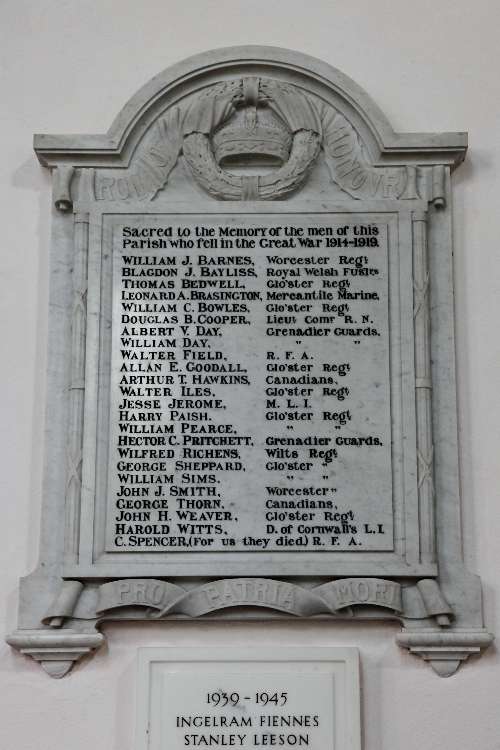 ROLL OF HONOUR
Sacred to the Memory of the men of this
Parish who fell in the Great War 1914-1919.
WILLIAM J. BARNES, Worcester Regt
BLAGDON J. BAYLISS, Royal Welsh Fusrs
THOMAS BEDWELL, Glo'ster Regt
LEONARD A. BRASINGTON, Mercantile Marine,
WILLIAM C. BOWLES, Glo'ster Regt
DOUGLAS B. COOPER, Lieut Comr R. N.
ALBERT V. DAY, Grenadier Guards,
WILLIAM DAY, " "
WALTER FIELD, R. F. A.
ALLAN E. GOODALL, Glo'ster Regt
ARTHUR T. HAWKINS, Canadians,
WALTER ILES, Glo'ster Regt
JESSE JEROME, M. L. I.
HARRY PAISH, Glo'ster Regt
WILLIAM PEARCE, " "
HECTOR C. PRITCHETT, Grenadier Guards,
WILFRED RICHENS, Wilts Regt
GEORGE SHEPPARD, Glo'ster "
WILLIAM SIMS, " "
JOHN J. SMITH, Worcester "
GEORGE THORN, Canadians,
JOHN H. WEAVER, Glo'ster Regt
HAROLD WITTS, D. of Cornwall's L. I.
C. SPENCER, (For us they died.) R. F. A.
PRO PATRIA MORI
1939 - 1945
INGELRAM FIENNES
STANLEY LEESON